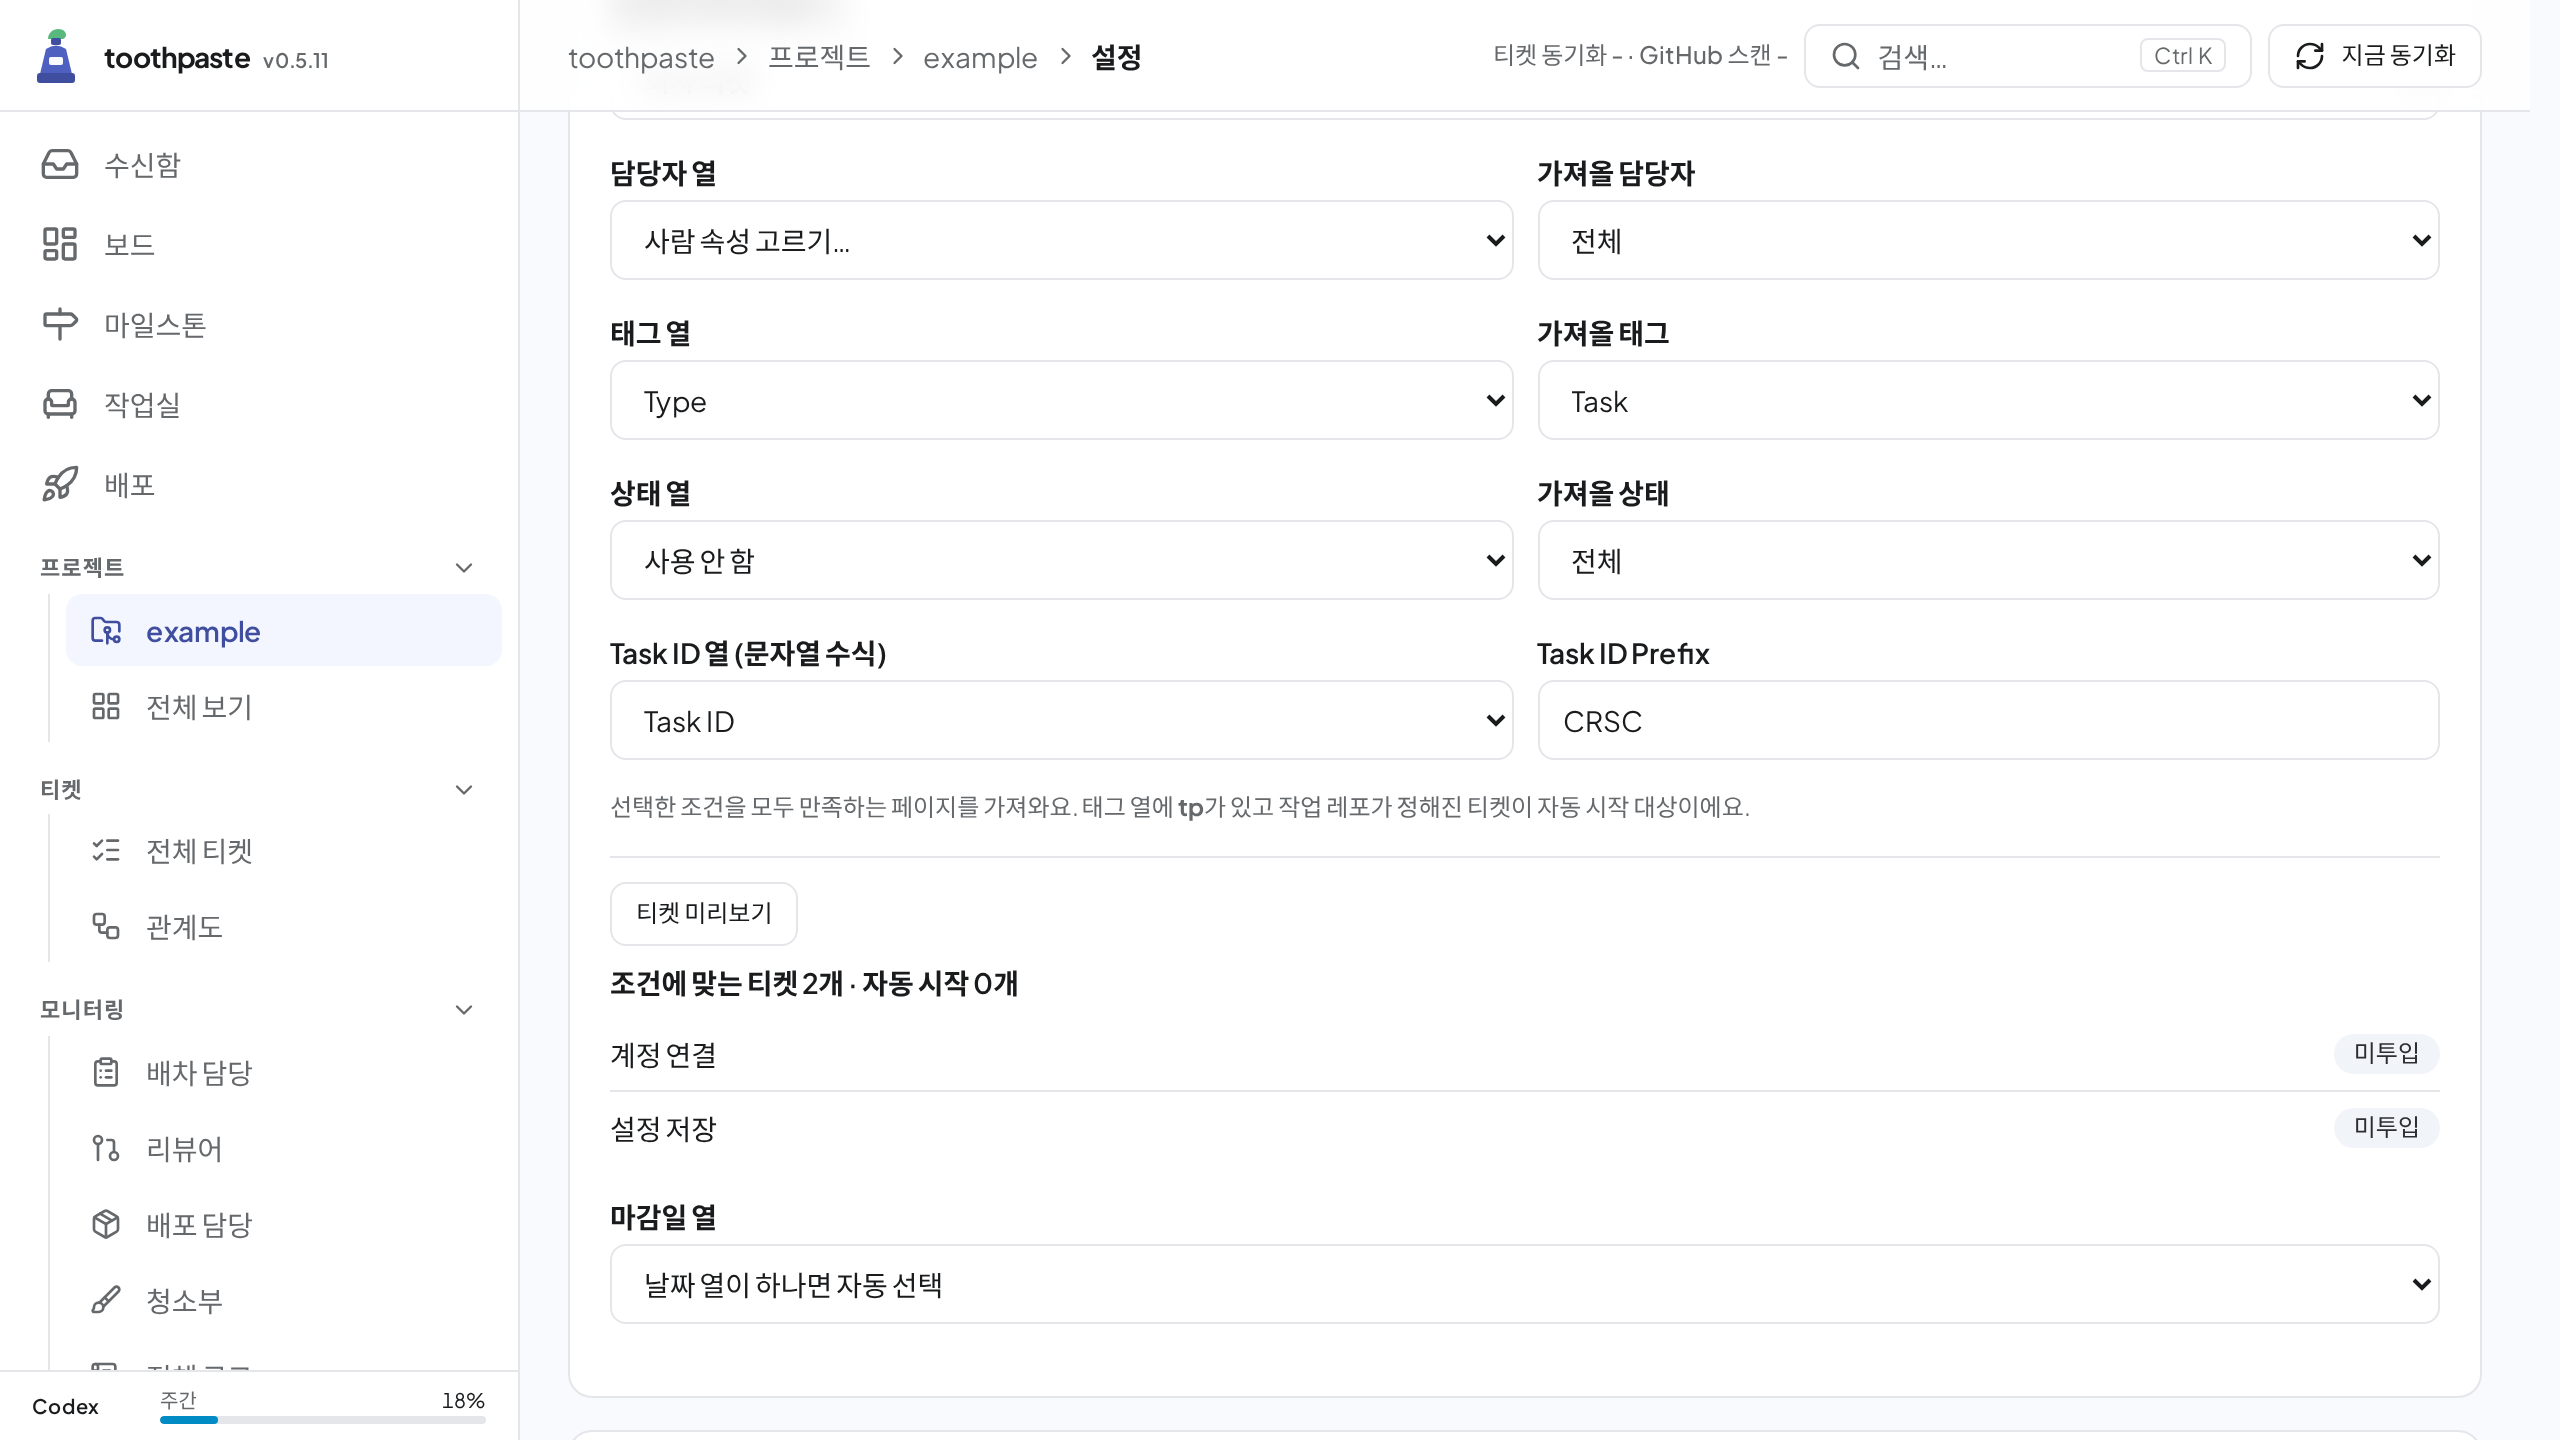 toothpaste v0.5.11
toothpaste > 프로젝트 > example > 설정
티켓 동기화 - · GitHub 스캔 -
검색...
Ctrl K
지금 동기화
수신함
보드
마일스톤
작업실
배포
프로젝트
example
전체 보기
티켓
전체 티켓
관계도
모니터링
배차 담당
리뷰어
배포 담당
청소부
Codex
주간
18%
담당자 열
가져올 담당자
사람 속성 고르기...
전체
태그 열
가져올 태그
Type
Task
상태 열
가져올 상태
사용 안 함
전체
Task ID 열 (문자열 수식)
Task ID Prefix
Task ID
CRSC
선택한 조건을 모두 만족하는 페이지를 가져와요. 태그 열에 tp가 있고 작업 레포가 정해진 티켓이 자동 시작 대상이에요.
티켓 미리보기
조건에 맞는 티켓 2개 · 자동 시작 0개
계정 연결
미투입
설정 저장
미투입
마감일 열
날짜 열이 하나면 자동 선택